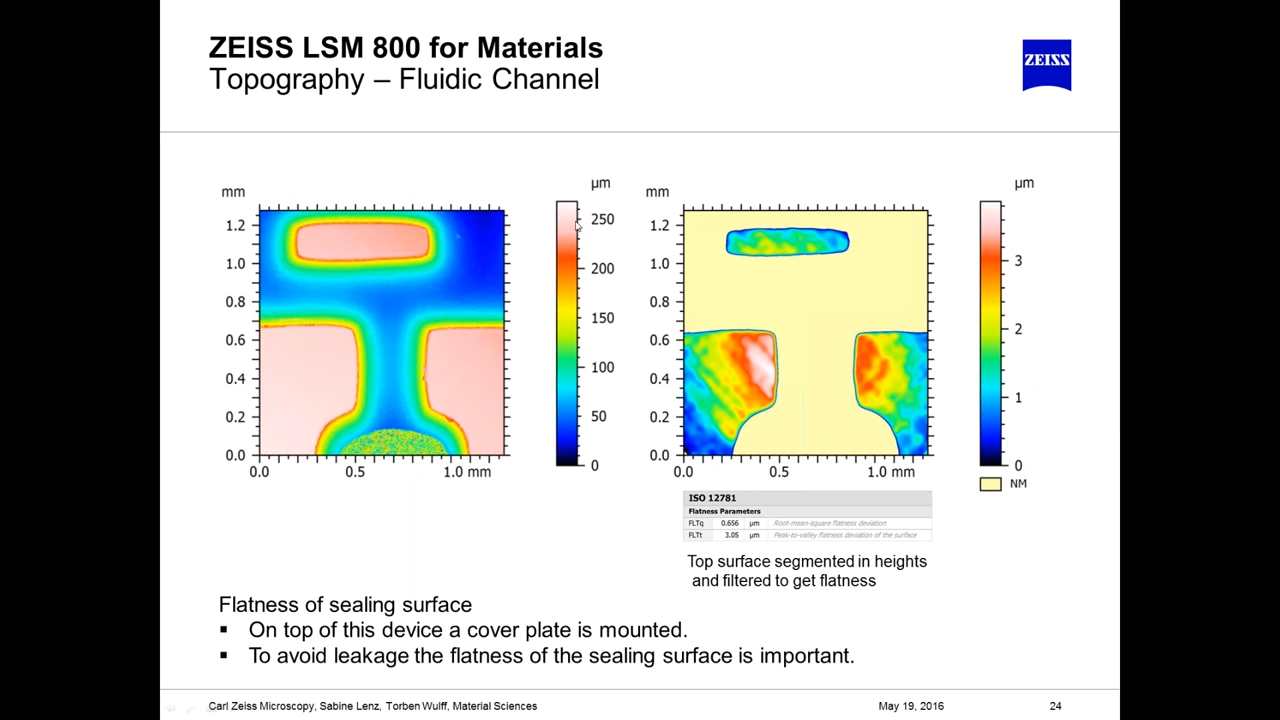 ZEISS LSM 800 for Materials
Topography – Fluidic Channel
ZEISS
mm
µm
1.2
1.0
0.8
0.6
0.4
0.2
0.0
0.0 0.5 1.0 mm
250
200
150
100
50
0
mm
µm
1.2
1.0
0.8
0.6
0.4
0.2
0.0
0.0 0.5 1.0 mm
3
2
1
0
NM
ISO 12781
Flatness Parameters
FLTq 0.656 µm Root-mean-square flatness deviation
FLTt 3.05 µm Peak-to-valley flatness deviation of the surface
Top surface segmented in heights
and filtered to get flatness
Flatness of sealing surface
▪ On top of this device a cover plate is mounted.
▪ To avoid leakage the flatness of the sealing surface is important.
Carl Zeiss Microscopy, Sabine Lenz, Torben Wulff, Material Sciences May 19, 2016 24